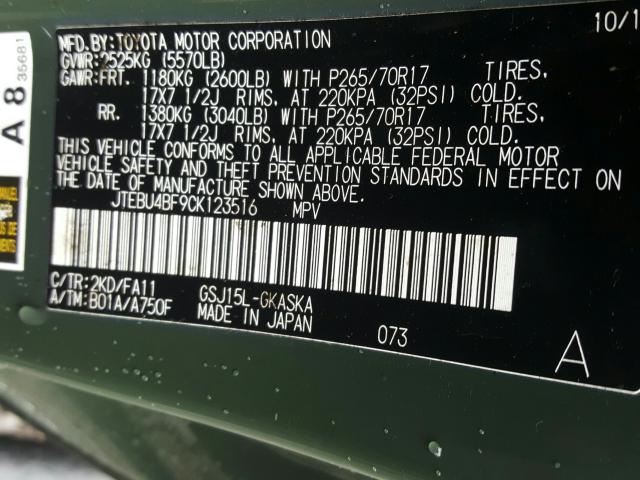 MFD.BY:TOYOTA MOTOR CORPORATION 10/1
GVWR:2525KG (5570LB)
GAWR:FRT. 1180KG (2600LB) WITH P265/70R17 TIRES,
17X7 1/2J RIMS, AT 220KPA (32PSI) COLD.
RR. 1380KG (3040LB) WITH P265/70R17 TIRES,
17X7 1/2J RIMS, AT 220KPA (32PSI) COLD.
THIS VEHICLE CONFORMS TO ALL APPLICABLE FEDERAL MOTOR
VEHICLE SAFETY AND THEFT PREVENTION STANDARDS IN EFFECT ON
THE DATE OF MANUFACTURE SHOWN ABOVE.
JTEBU4BF9CK123516 MPV
C/TR:2KD/FA11 GSJ15L-GKASKA
A/TM:B01A/A750F MADE IN JAPAN
073
A
A 8
35681